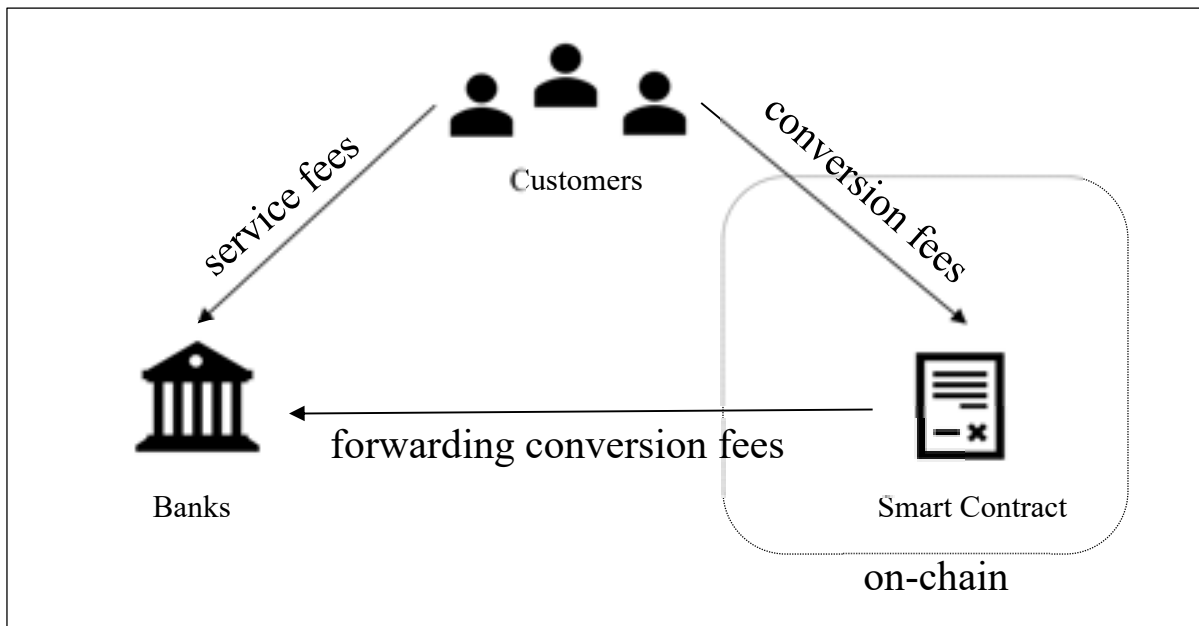 Customers
service fees
conversion fees
forwarding conversion fees
Banks
Smart Contract
on-chain